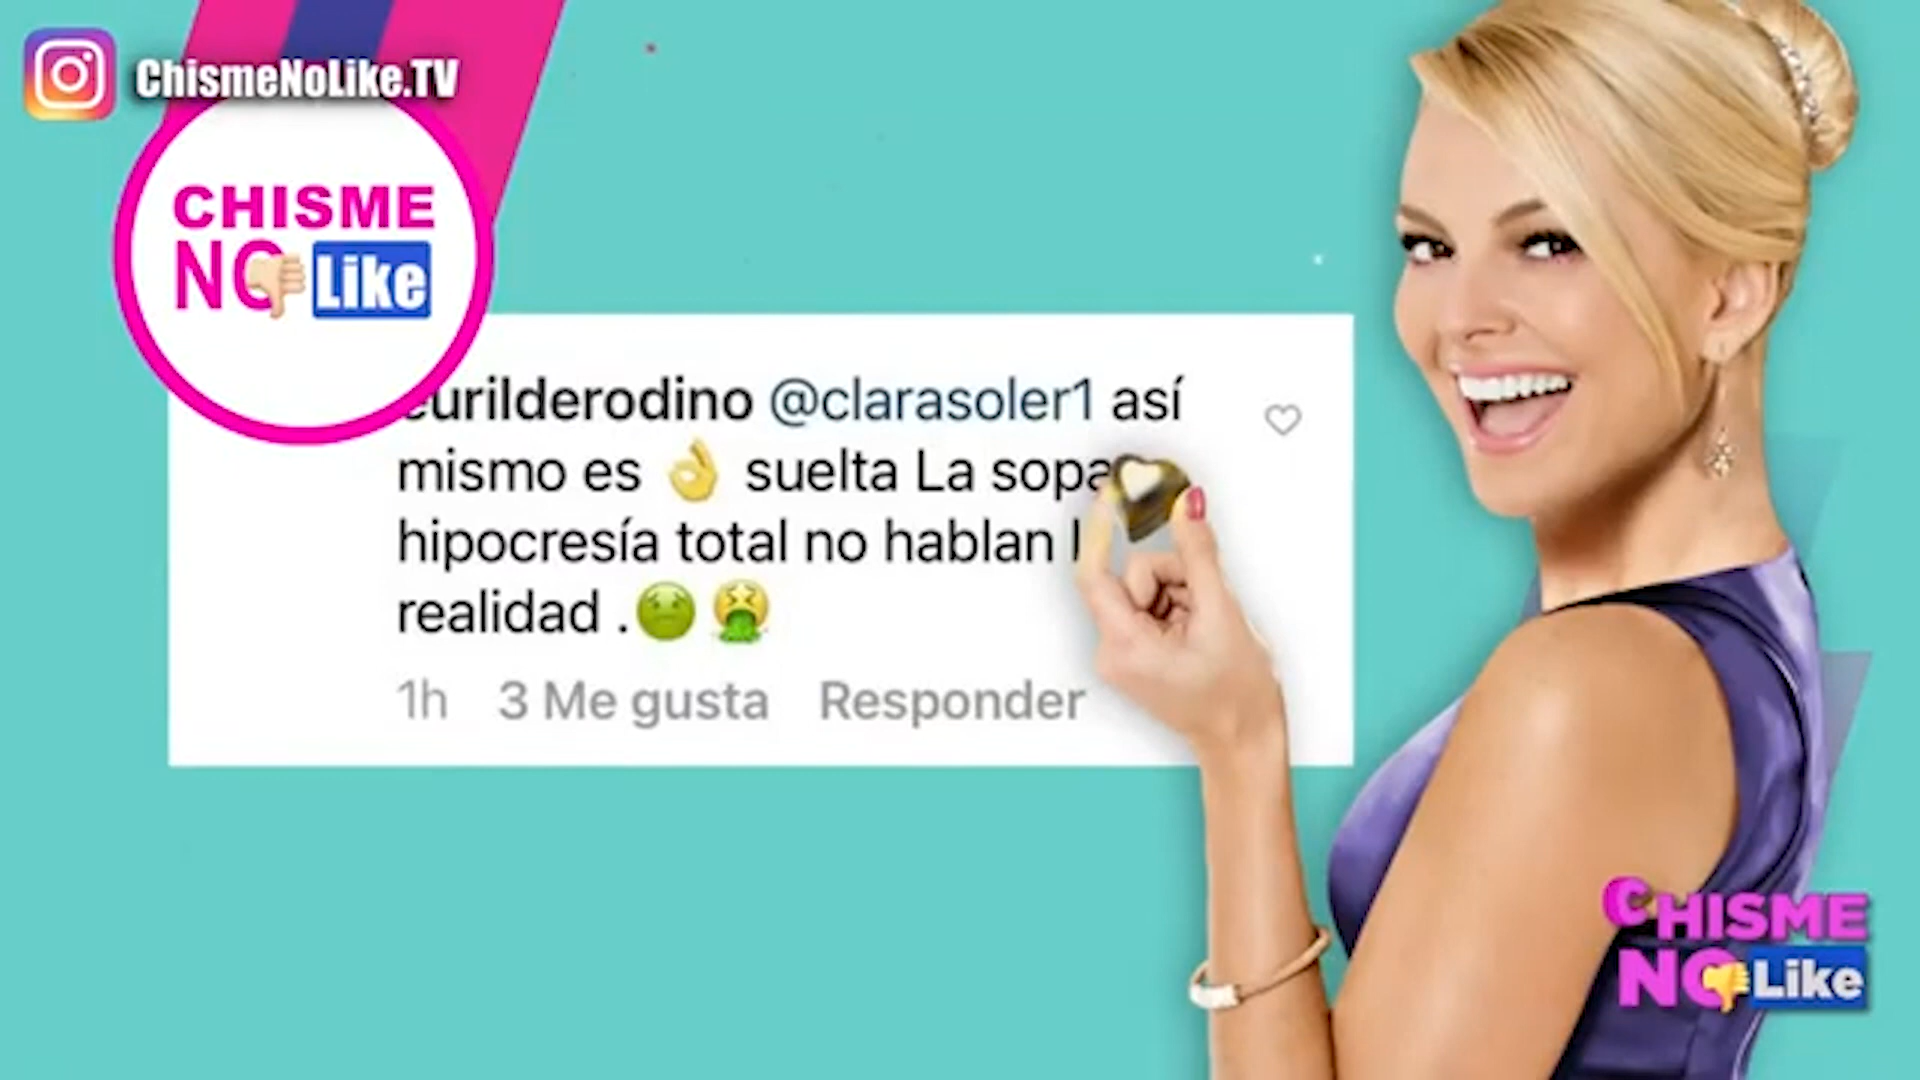 ChismeNoLike.TV
CHISME
NO Like
eurilderodino @clarasoler1 así
mismo es 👌 suelta La sopa
hipocresía total no hablan
realidad .🤢🤮
1h 3 Me gusta Responder
CHISME
NO Like